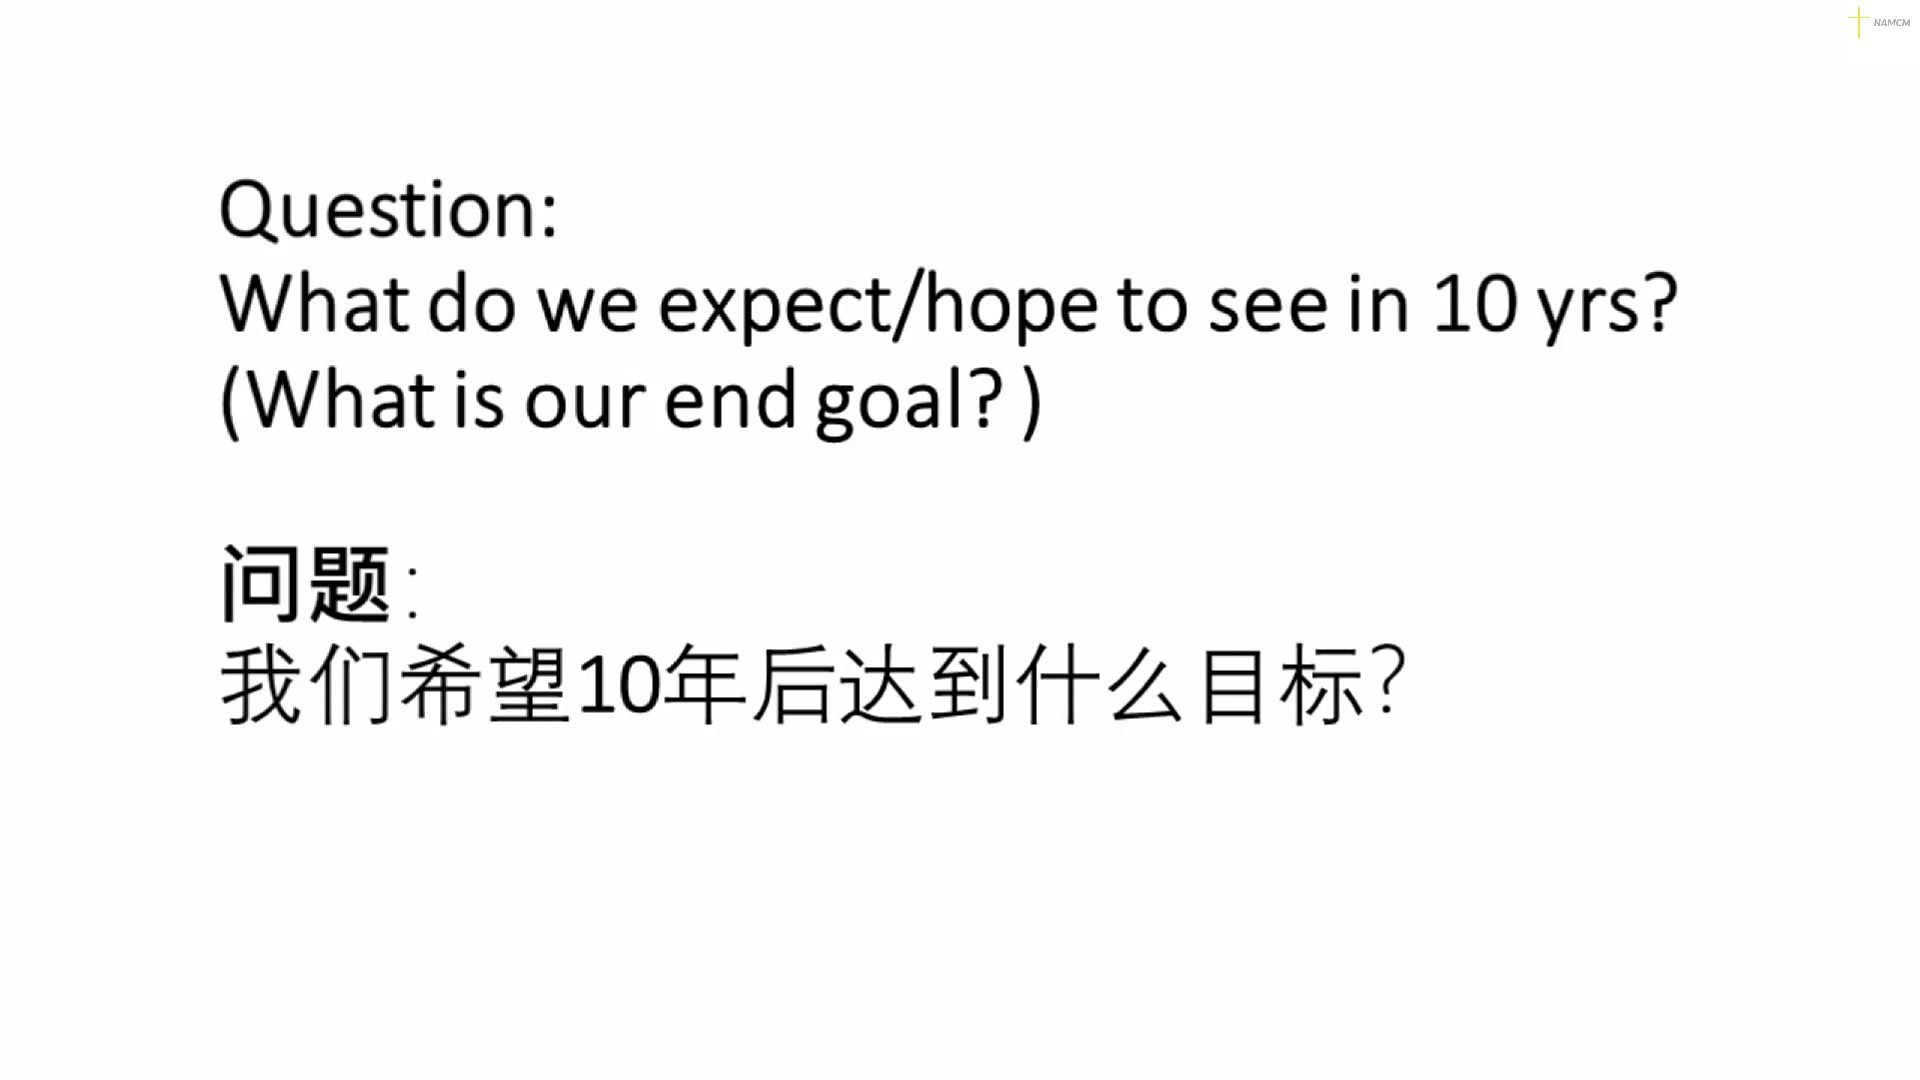 NAMCM
Question:
What do we expect/hope to see in 10 yrs?
(What is our end goal? )
问题:
我们希望10年后达到什么目标?